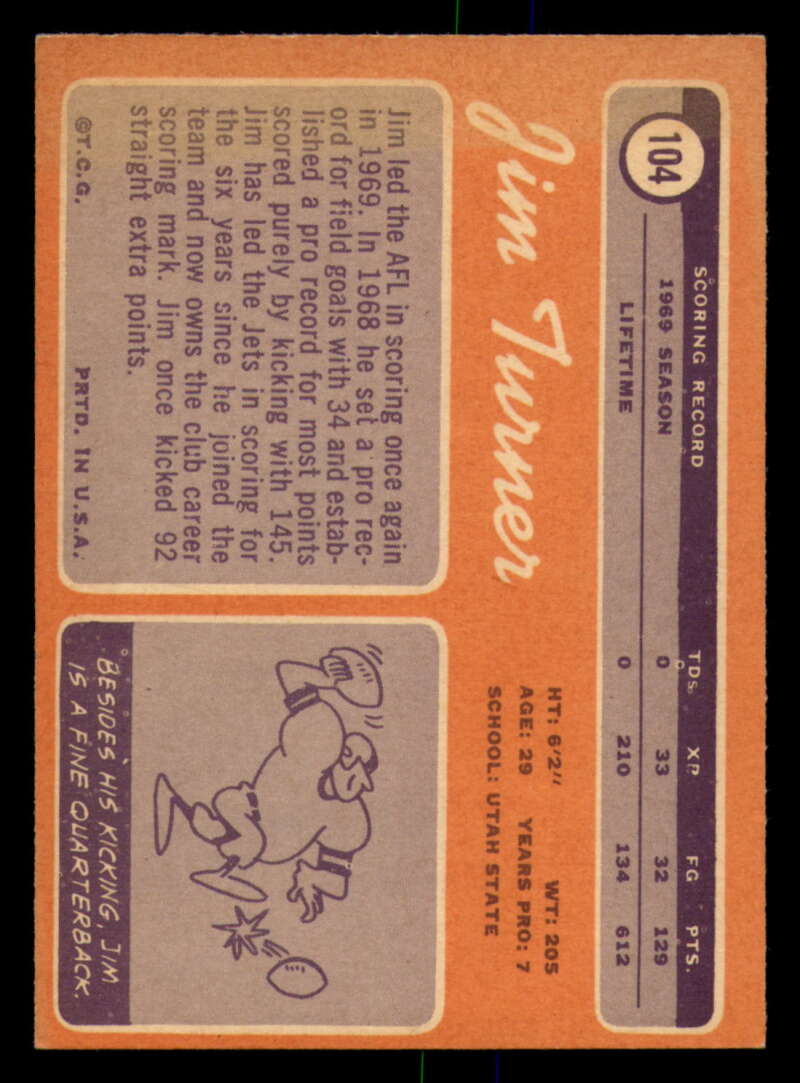 104
SCORING RECORD TDs. XP FG PTS.
1969 SEASON 0 33 32 129
LIFETIME 0 210 134 612
Jim Turner
HT: 6'2" WT: 205
AGE: 29 YEARS PRO: 7
SCHOOL: UTAH STATE
Jim led the AFL in scoring once again
in 1969. In 1968 he set a pro rec-
ord for field goals with 34 and estab-
lished a pro record for most points
scored purely by kicking with 145.
Jim has led the Jets in scoring for
the six years since he joined the
team and now owns the club career
scoring mark. Jim once kicked 92
straight extra points.
©T.C.G. PRTD. IN U.S.A.
BESIDES HIS KICKING, JIM
IS A FINE QUARTERBACK.